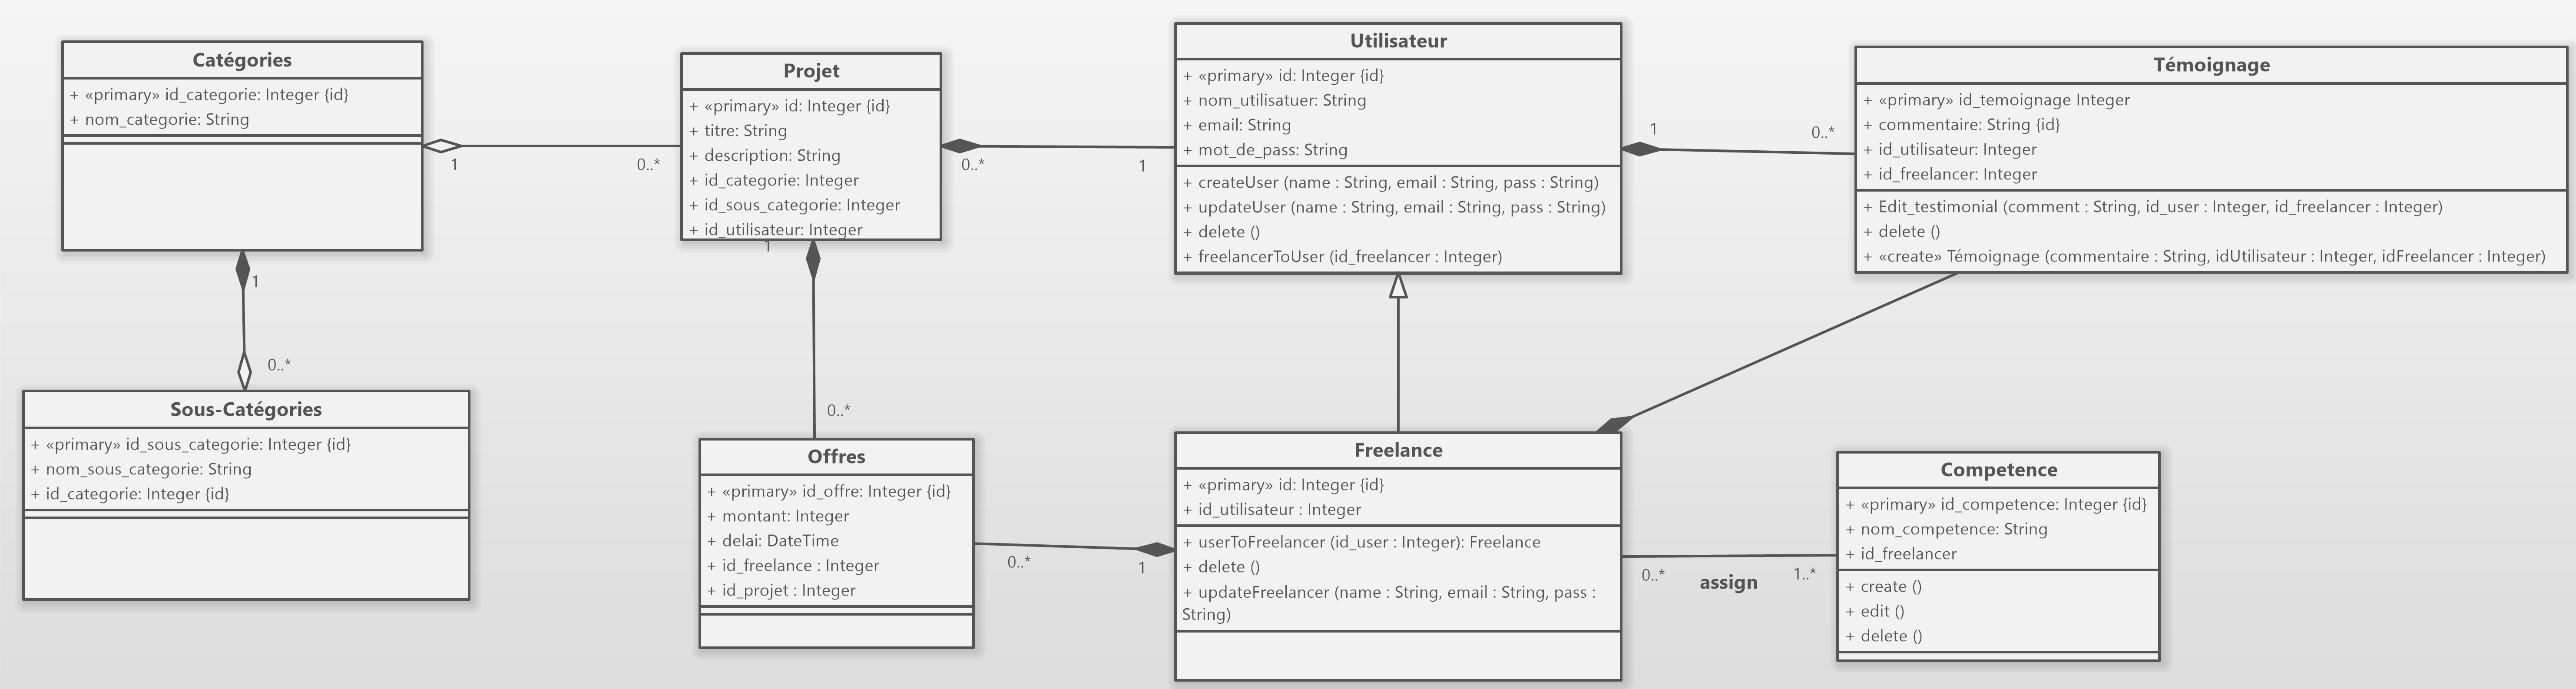 Catégories
+ «primary» id_categorie: Integer {id}
+ nom_categorie: String
1
0..*
Projet
+ «primary» id: Integer {id}
+ titre: String
+ description: String
+ id_categorie: Integer
+ id_sous_categorie: Integer
+ id_utilisateur: Integer
0..*
1
Utilisateur
+ «primary» id: Integer {id}
+ nom_utilisatuer: String
+ email: String
+ mot_de_pass: String
+ createUser (name : String, email : String, pass : String)
+ updateUser (name : String, email : String, pass : String)
+ delete ()
+ freelancerToUser (id_freelancer : Integer)
1
0..*
Témoignage
+ «primary» id_temoignage Integer
+ commentaire: String {id}
+ id_utilisateur: Integer
+ id_freelancer: Integer
+ Edit_testimonial (comment : String, id_user : Integer, id_freelancer : Integer)
+ delete ()
+ «create» Témoignage (commentaire : String, idUtilisateur : Integer, idFreelancer : Integer)
1
0..*
Sous-Catégories
+ «primary» id_sous_categorie: Integer {id}
+ nom_sous_categorie: String
+ id_categorie: Integer {id}
1
0..*
Offres
+ «primary» id_offre: Integer {id}
+ montant: Integer
+ delai: DateTime
+ id_freelance : Integer
+ id_projet : Integer
0..*
1
Freelance
+ «primary» id: Integer {id}
+ id_utilisateur : Integer
+ userToFreelancer (id_user : Integer): Freelance
+ delete ()
+ updateFreelancer (name : String, email : String, pass :
String)
0..*
assign
1..*
Competence
+ «primary» id_competence: Integer {id}
+ nom_competence: String
+ id_freelancer
+ create ()
+ edit ()
+ delete ()